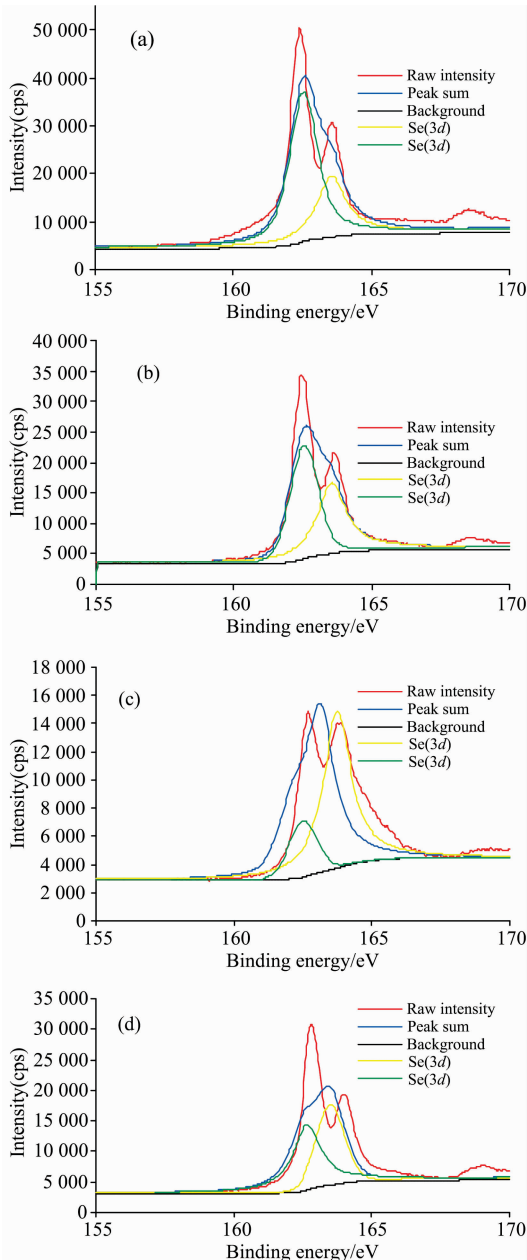 (a)
50 000
40 000
30 000
20 000
10 000
0
Intensity(cps)
Raw intensity
Peak sum
Background
Se(3d)
Se(3d)
155
160
165
170
Binding energy/eV
(b)
40 000
35 000
30 000
25 000
20 000
15 000
10 000
5 000
0
Intensity(cps)
Raw intensity
Peak sum
Background
Se(3d)
Se(3d)
155
160
165
170
Binding energy/eV
(c)
18 000
16 000
14 000
12 000
10 000
8 000
6 000
4 000
2 000
0
Intensity(cps)
Raw intensity
Peak sum
Background
Se(3d)
Se(3d)
155
160
165
170
Binding energy/eV
(d)
35 000
30 000
25 000
20 000
15 000
10 000
5 000
0
Intensity(cps)
Raw intensity
Peak sum
Background
Se(3d)
Se(3d)
155
160
165
170
Binding energy/eV